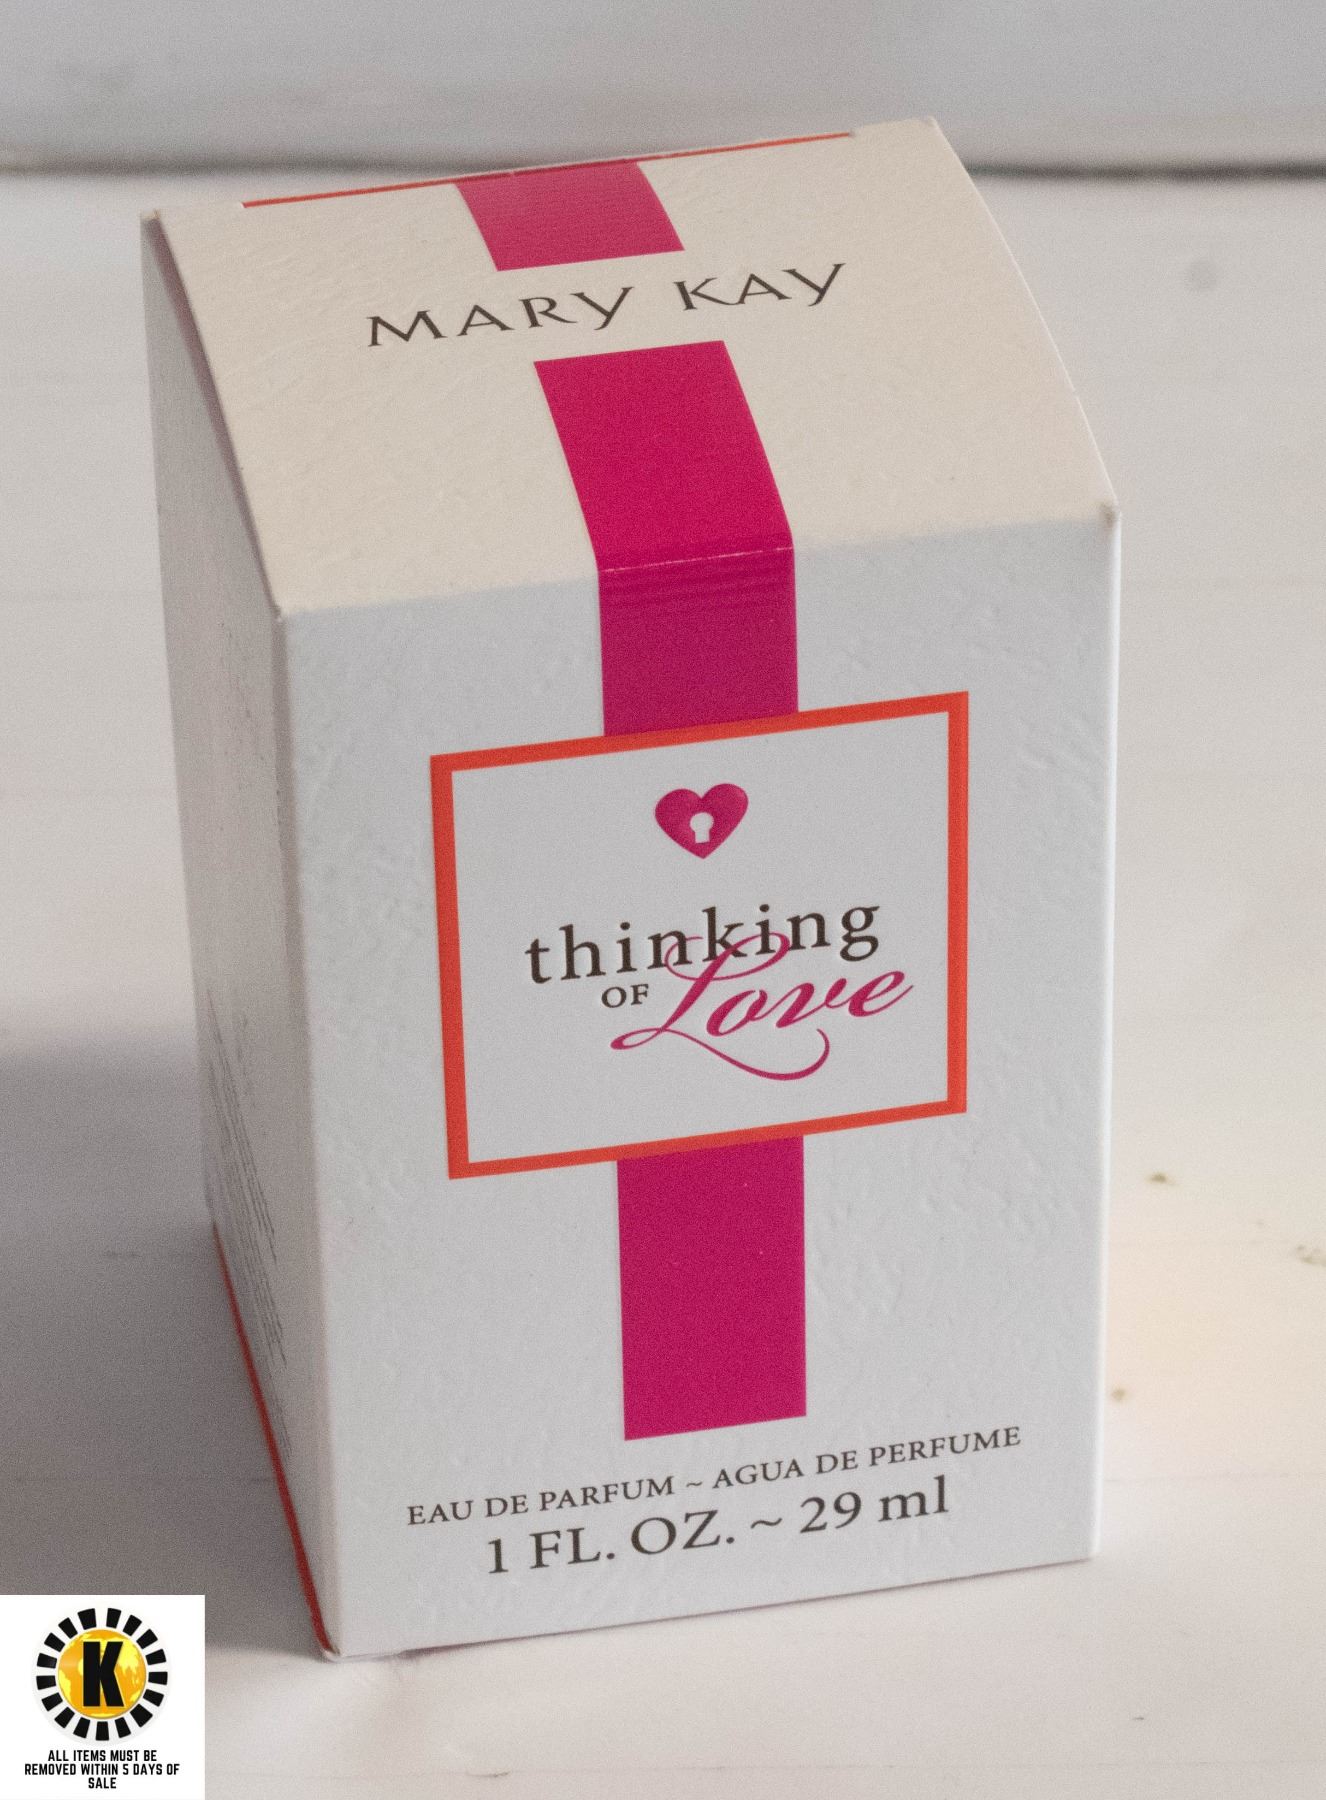 MARY KAY
thinking
OF Love
EAU DE PARFUM ~ AGUA DE PERFUME
1 FL. OZ. ~ 29 ml
K
ALL ITEMS MUST BE
REMOVED WITHIN 5 DAYS OF
SALE